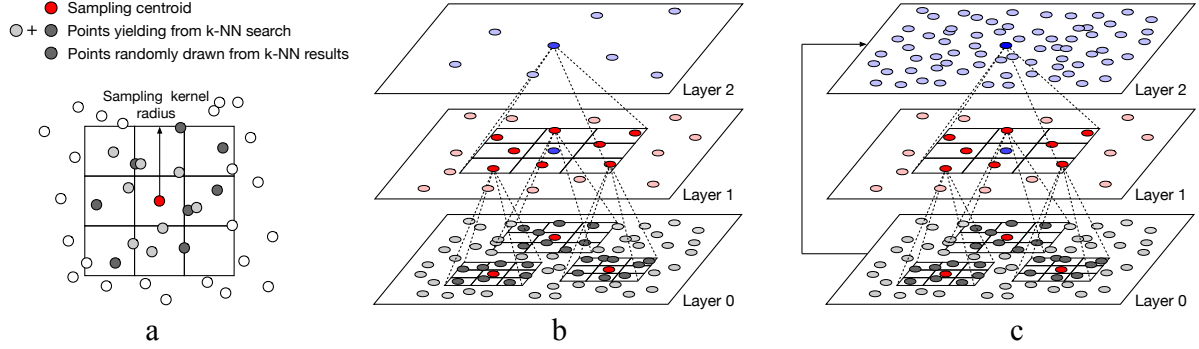 Sampling centroid
+ Points yielding from k-NN search
Points randomly drawn from k-NN results
Sampling kernel
radius
a
Layer 2
Layer 1
Layer 0
b
Layer 2
Layer 1
Layer 0
c